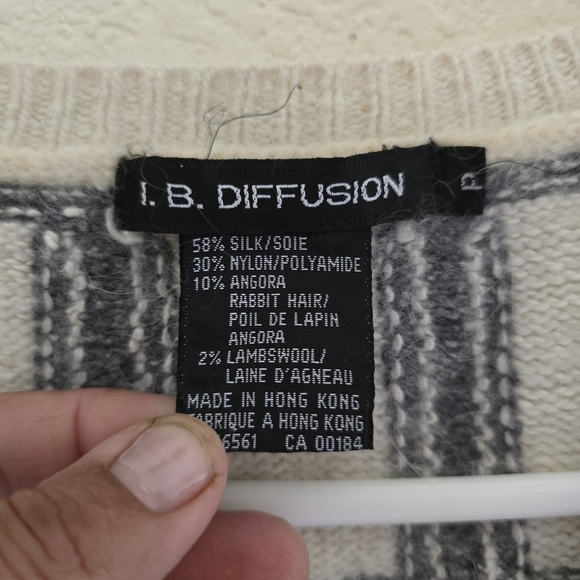 I. B. DIFFUSION
P
58% SILK/SOIE
30% NYLON/POLYAMIDE
10% ANGORA
RABBIT HAIR/
POIL DE LAPIN
ANGORA
2% LAMBSWOOL/
LAINE D'AGNEAU
MADE IN HONG KONG
FABRIQUE A HONG KONG
6561 CA 00184